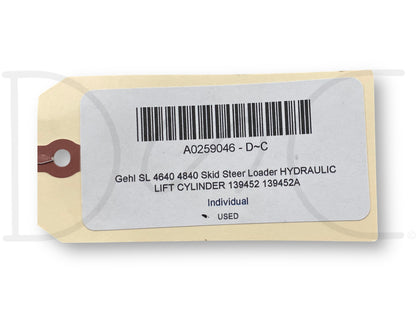 A0259046 - D~C
Gehl SL 4640 4840 Skid Steer Loader HYDRAULIC
LIFT CYLINDER 139452 139452A
Individual
USED